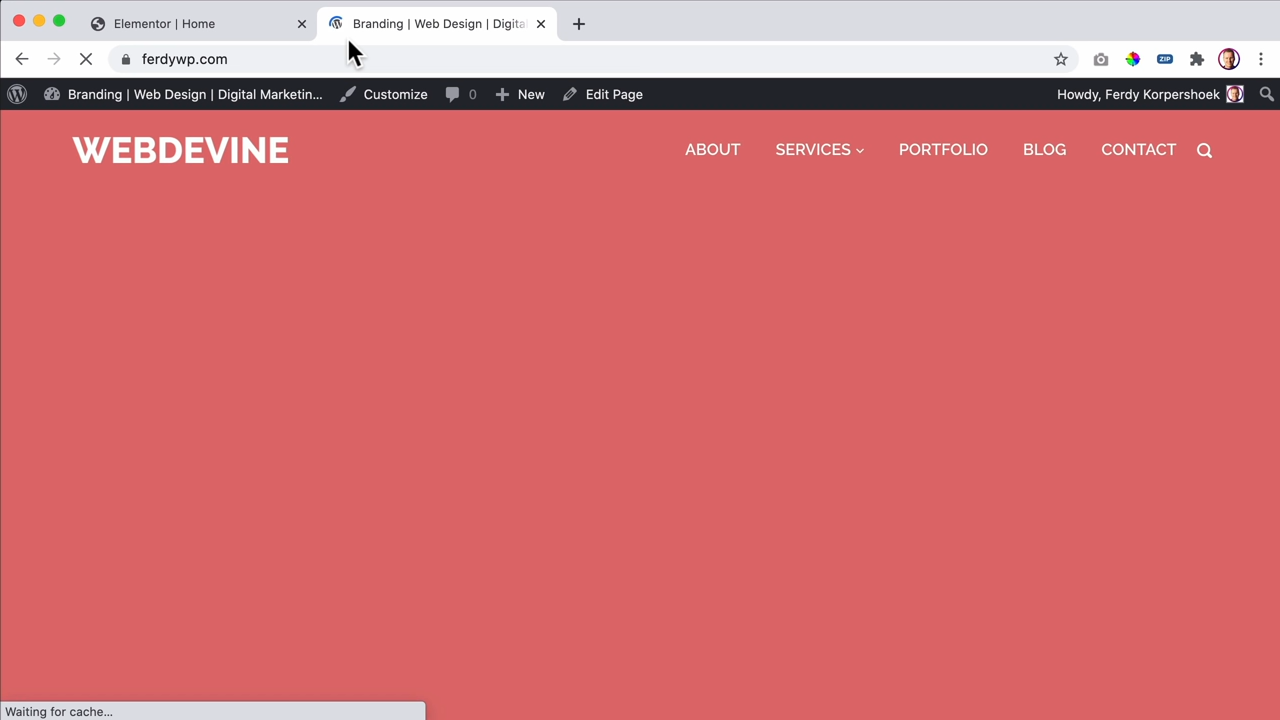 Elementor | Home
Branding | Web Design | Digita
ferdywp.com
ZIP
Branding | Web Design | Digital Marketin... Customize 0 New Edit Page Howdy, Ferdy Korpershoek
WEBDEVINE
ABOUT SERVICES PORTFOLIO BLOG CONTACT
Waiting for cache...